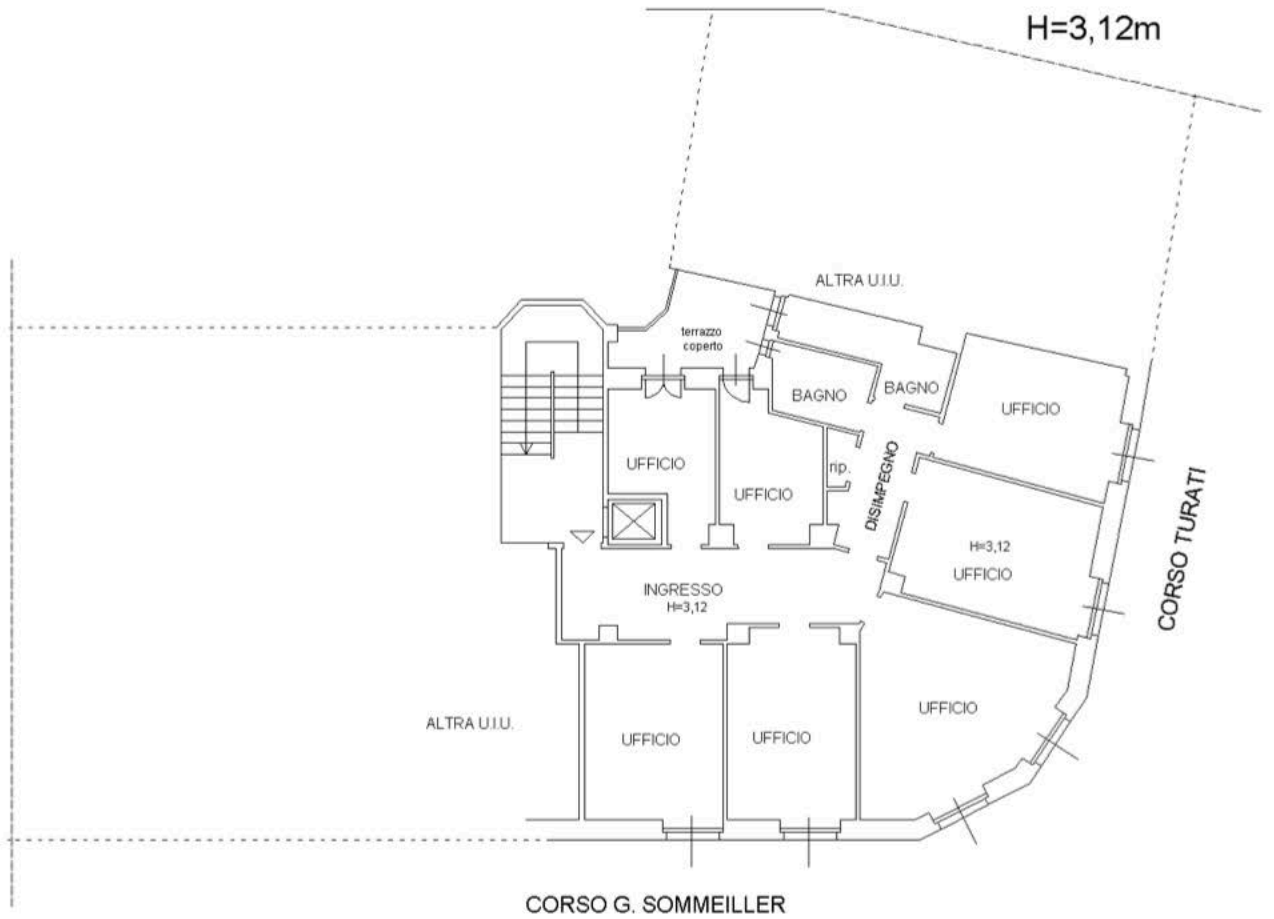 H=3,12m
ALTRA U.I.U.
terrazzo
coperto
BAGNO
BAGNO
UFFICIO
UFFICIO
UFFICIO
rip.
DISIMPEGNO
H=3,12
UFFICIO
CORSO TURATI
INGRESSO
H=3,12
UFFICIO
ALTRA U.I.U.
UFFICIO
UFFICIO
CORSO G. SOMMEILLER